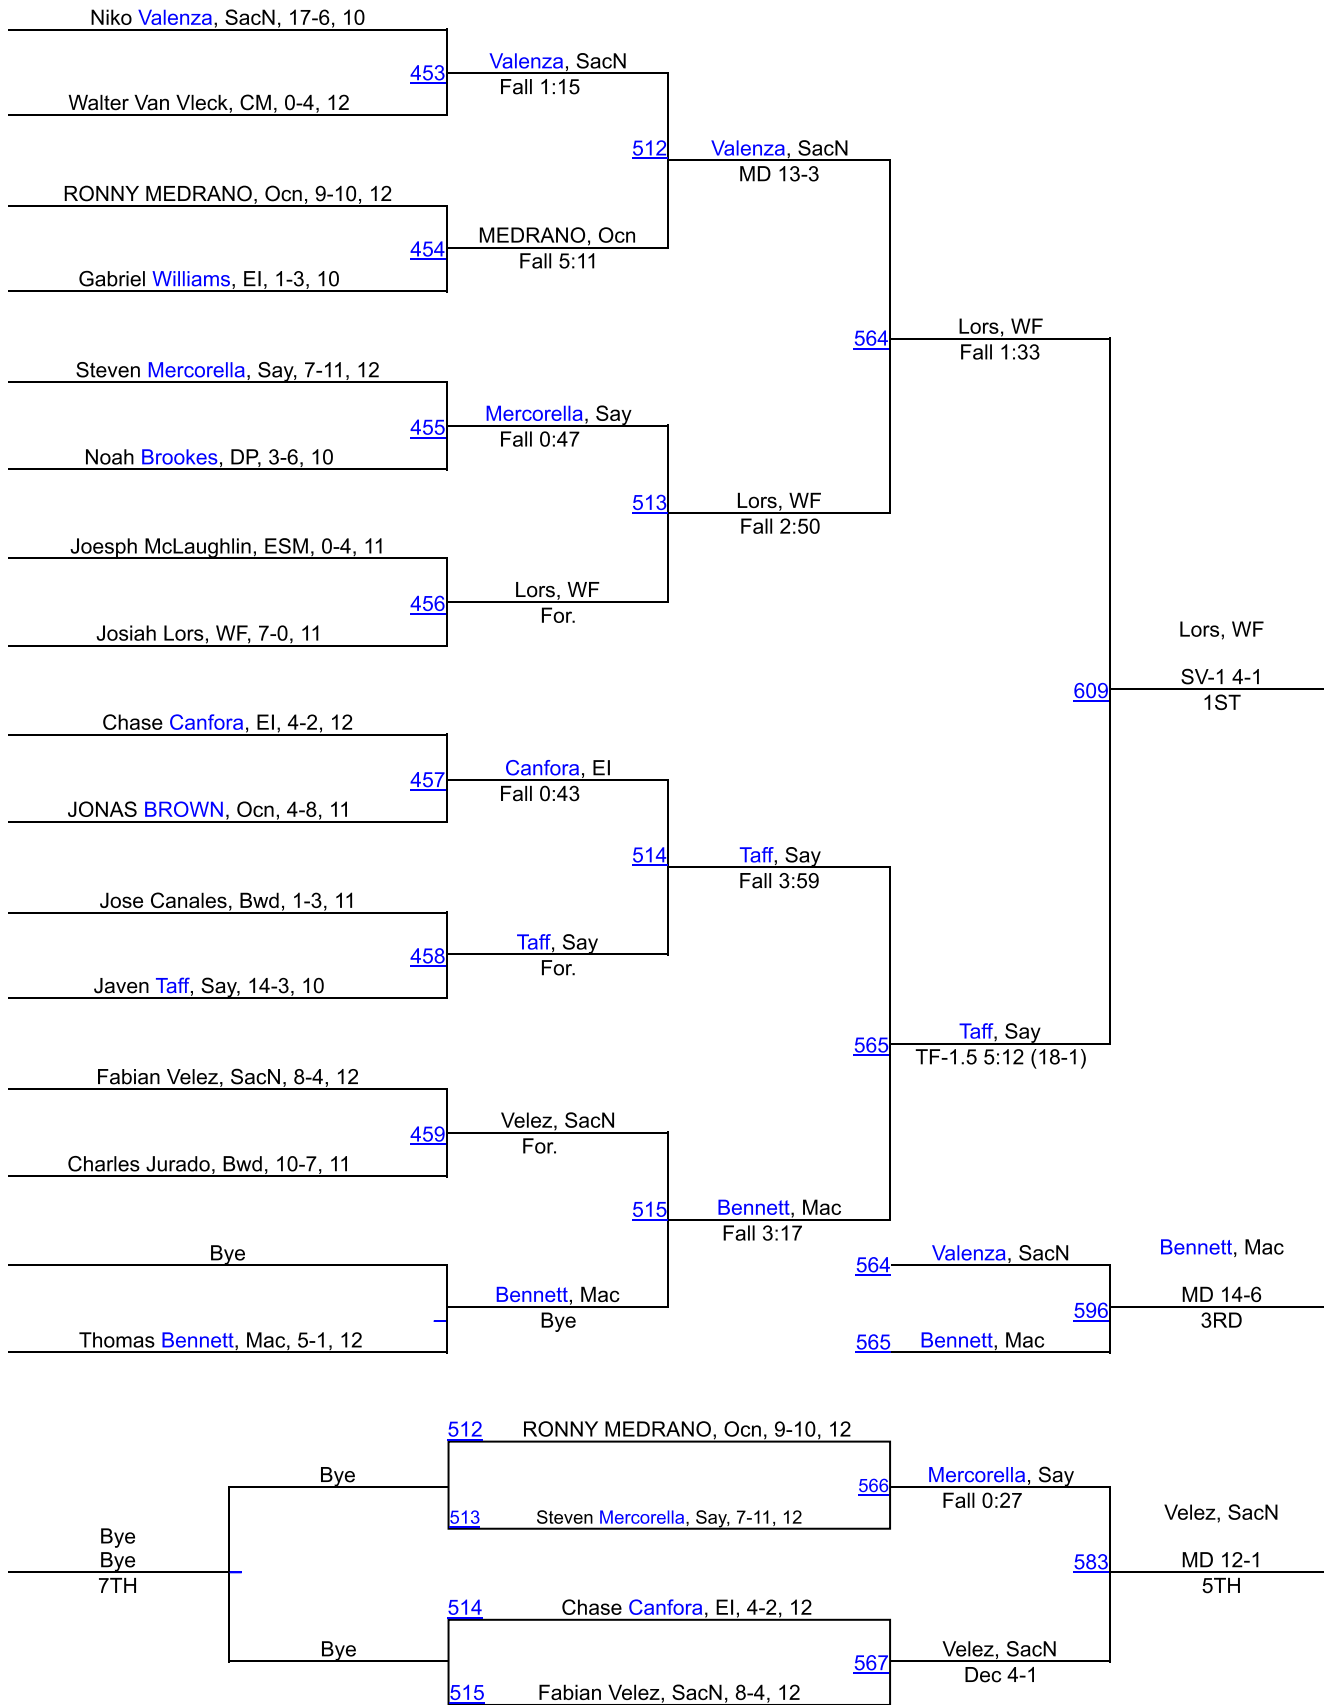 Niko Valenza, SacN, 17-6, 10
453
Valenza, SacN
Fall 1:15
Walter Van Vleck, CM, 0-4, 12
512
Valenza, SacN
MD 13-3
RONNY MEDRANO, Ocn, 9-10, 12
454
MEDRANO, Ocn
Fall 5:11
Gabriel Williams, EI, 1-3, 10
564
Lors, WF
Fall 1:33
Steven Mercorella, Say, 7-11, 12
455
Mercorella, Say
Fall 0:47
Noah Brookes, DP, 3-6, 10
513
Lors, WF
Fall 2:50
Joesph McLaughlin, ESM, 0-4, 11
456
Lors, WF
For.
Josiah Lors, WF, 7-0, 11
Lors, WF
609
SV-1 4-1
1ST
Chase Canfora, EI, 4-2, 12
457
Canfora, EI
Fall 0:43
JONAS BROWN, Ocn, 4-8, 11
514
Taff, Say
Fall 3:59
Jose Canales, Bwd, 1-3, 11
458
Taff, Say
For.
Javen Taff, Say, 14-3, 10
565
Taff, Say
TF-1.5 5:12 (18-1)
Fabian Velez, SacN, 8-4, 12
459
Velez, SacN
For.
Charles Jurado, Bwd, 10-7, 11
515
Bennett, Mac
Fall 3:17
Bye
Bennett, Mac
Bye
Thomas Bennett, Mac, 5-1, 12
564
Valenza, SacN
Bennett, Mac
596
MD 14-6
3RD
565
Bennett, Mac
512
RONNY MEDRANO, Ocn, 9-10, 12
Bye
566
Mercorella, Say
Fall 0:27
513
Steven Mercorella, Say, 7-11, 12
Velez, SacN
Bye
Bye
7TH
583
MD 12-1
5TH
514
Chase Canfora, EI, 4-2, 12
Bye
567
Velez, SacN
Dec 4-1
515
Fabian Velez, SacN, 8-4, 12